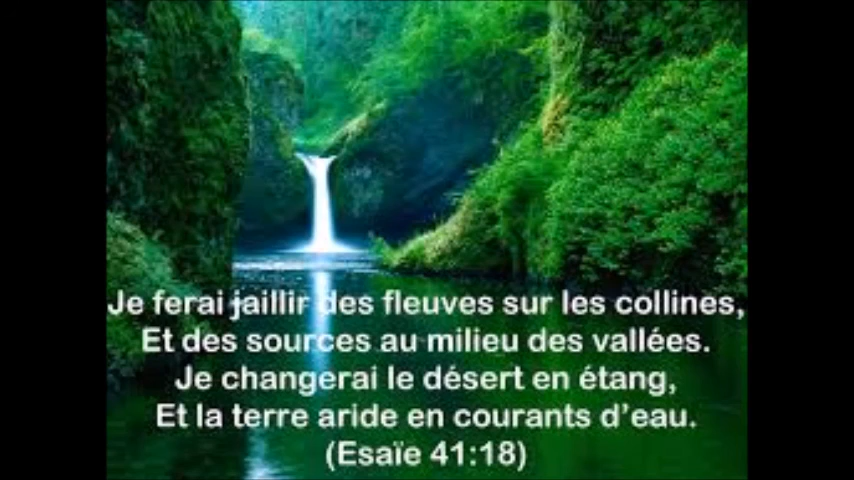 Je ferai jaillir des fleuves sur les collines,
Et des sources au milieu des vallées.
Je changerai le désert en étang,
Et la terre aride en courants d’eau.
(Esaïe 41:18)